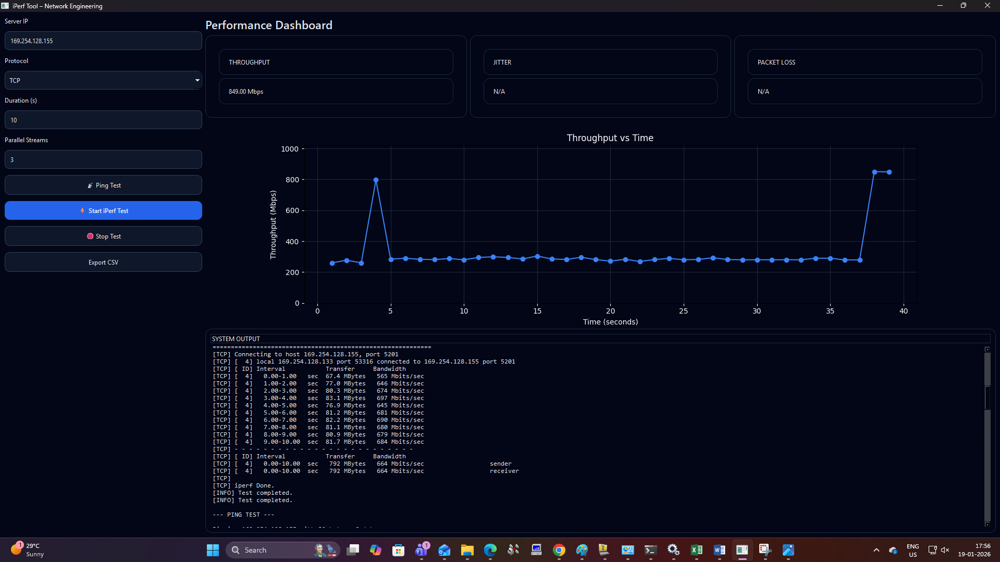 iPerf Tool – Network Engineering
Server IP
169.254.128.155
Protocol
TCP
Duration (s)
10
Parallel Streams
3
Ping Test
Start iPerf Test
Stop Test
Export CSV
Performance Dashboard
THROUGHPUT
849.00 Mbps
JITTER
N/A
PACKET LOSS
N/A
Throughput vs Time
Throughput (Mbps)
1000
800
600
400
200
0
0 5 10 15 20 25 30 35 40
Time (seconds)
SYSTEM OUTPUT
============================================================
[TCP] Connecting to host 169.254.128.155, port 5201
[TCP] [  4] local 169.254.128.133 port 53316 connected to 169.254.128.155 port 5201
[TCP] [ ID] Interval           Transfer     Bandwidth
[TCP] [  4]   0.00-1.00   sec  67.4 MBytes   565 Mbits/sec
[TCP] [  4]   1.00-2.00   sec  77.0 MBytes   646 Mbits/sec
[TCP] [  4]   2.00-3.00   sec  80.3 MBytes   674 Mbits/sec
[TCP] [  4]   3.00-4.00   sec  83.1 MBytes   697 Mbits/sec
[TCP] [  4]   4.00-5.00   sec  76.9 MBytes   645 Mbits/sec
[TCP] [  4]   5.00-6.00   sec  81.2 MBytes   681 Mbits/sec
[TCP] [  4]   6.00-7.00   sec  82.2 MBytes   690 Mbits/sec
[TCP] [  4]   7.00-8.00   sec  81.1 MBytes   680 Mbits/sec
[TCP] [  4]   8.00-9.00   sec  80.9 MBytes   679 Mbits/sec
[TCP] [  4]   9.00-10.00  sec  81.7 MBytes   684 Mbits/sec
[TCP] - - - - - - - - - - - - - - - - - - - - - - - - -
[TCP] [ ID] Interval           Transfer     Bandwidth
[TCP] [  4]   0.00-10.00  sec   792 MBytes   664 Mbits/sec                  sender
[TCP] [  4]   0.00-10.00  sec   792 MBytes   664 Mbits/sec                  receiver
[TCP]
[TCP] iperf Done.
[INFO] Test completed.
[INFO] Test completed.
--- PING TEST ---
1
29°C
Sunny
Search
1
ENG
US
17:56
19-01-2026